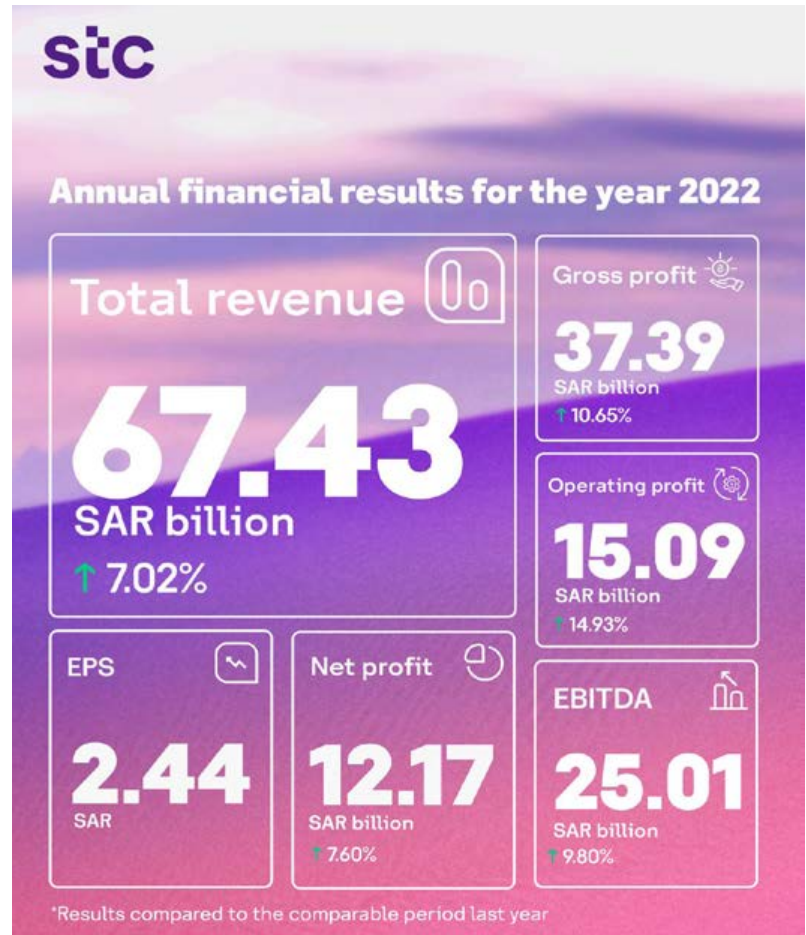 stc
Annual financial results for the year 2022
Total revenue
67.43
SAR billion
↑ 7.02%
Gross profit
37.39
SAR billion
↑ 10.65%
Operating profit
15.09
SAR billion
↑ 14.93%
EPS
2.44
SAR
Net profit
12.17
SAR billion
↑ 7.60%
EBITDA
25.01
SAR billion
↑ 9.80%
*Results compared to the comparable period last year